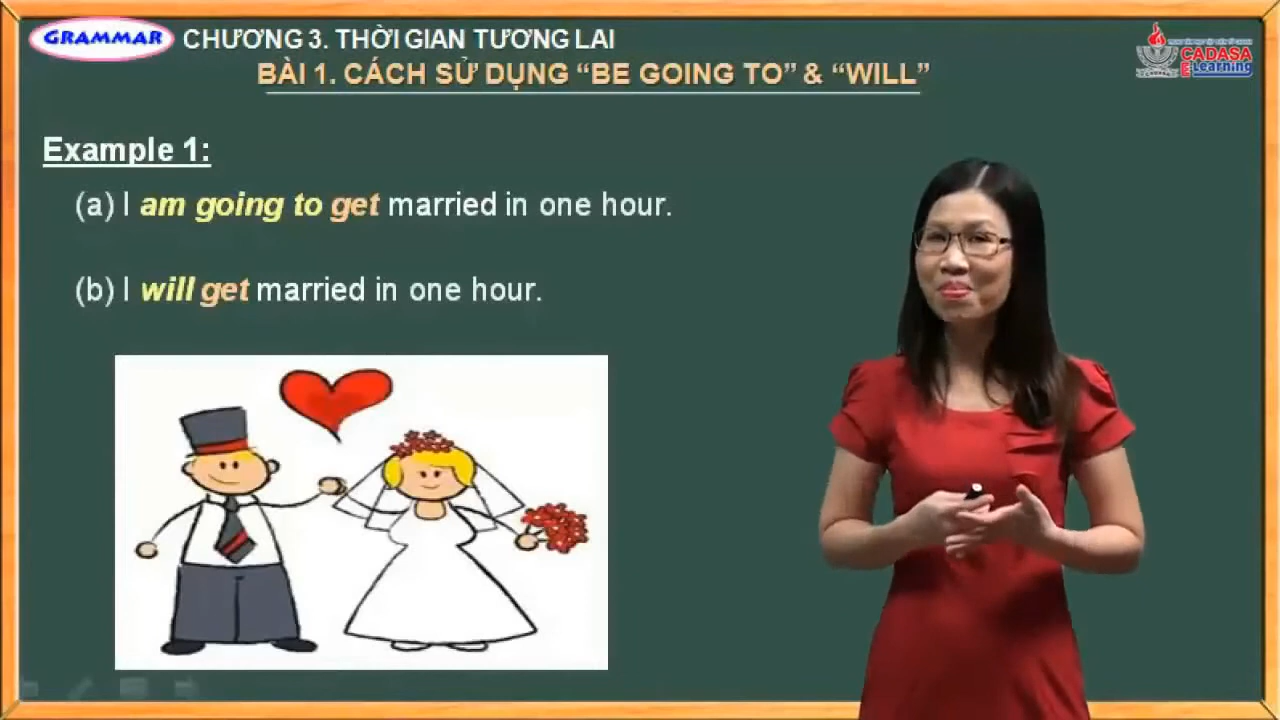 GRAMMAR
CHƯƠNG 3. THỜI GIAN TƯƠNG LAI
BÀI 1. CÁCH SỬ DỤNG “BE GOING TO” & “WILL”
CADASA
E Learning
Example 1:
(a) I am going to get married in one hour.
(b) I will get married in one hour.